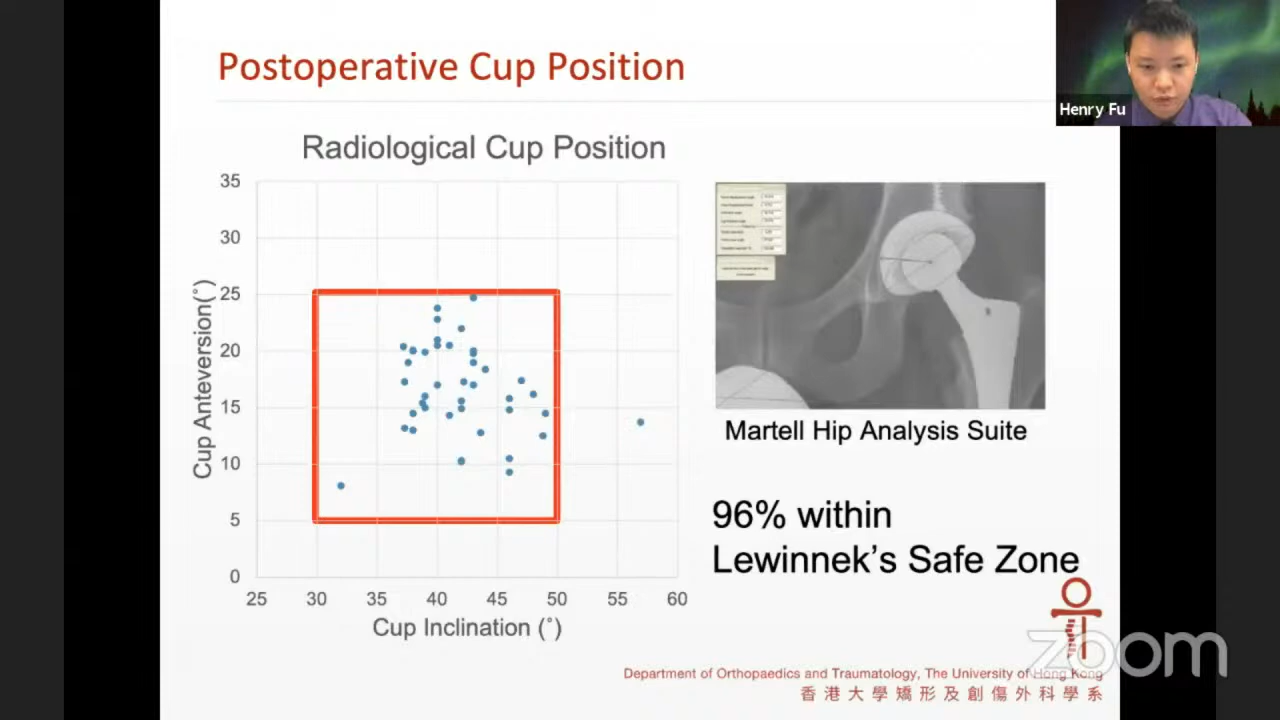 Postoperative Cup Position
Henry Fu
Radiological Cup Position
35
30
25
20
15
10
5
0
Cup Anteversion(˚)
25 30 35 40 45 50 55 60
Cup Inclination (˚)
Martell Hip Analysis Suite
96% within
Lewinnek’s Safe Zone
zoom
Department of Orthopaedics and Traumatology, The University of Hong Kong
香港大學矯形及創傷外科學系